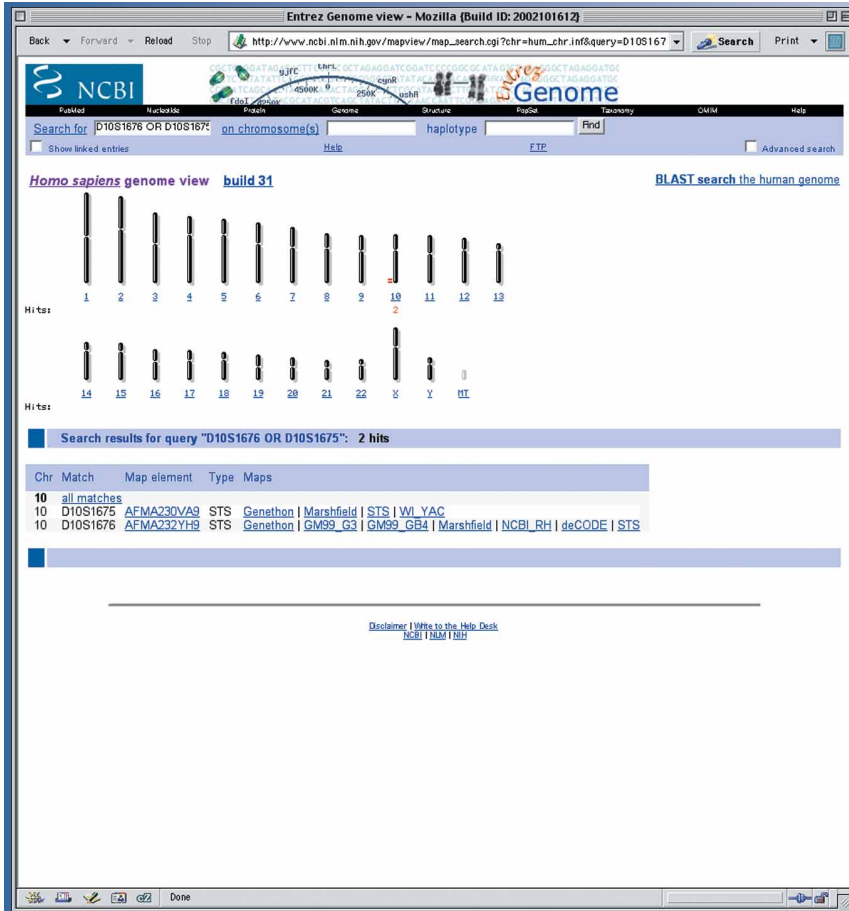 Entrez Genome view - Mozilla {Build ID: 2002101612}
Back Forward Reload Stop http://www.ncbi.nlm.nih.gov/mapview/map_search.cgi?chr=hum_chr.inf&query=D10S167 Search Print
NCBI
Entrez Genome
PubMed Nucleotide Protein Genome Structure PopSet Taxonomy OMIM Help
Search for D10S1676 OR D10S1675 on chromosome(s) haplotype Find
Show linked entries Help FTP Advanced search
Homo sapiens genome view build 31 BLAST search the human genome
1 2 3 4 5 6 7 8 9 10 11 12 13
Hits: 2
14 15 16 17 18 19 20 21 22 X Y MT
Hits:
Search results for query "D10S1676 OR D10S1675": 2 hits
Chr Match Map element Type Maps
10 all matches
10 D10S1675 AFMA230VA9 STS Genethon | Marshfield | STS | WI_YAC
10 D10S1676 AFMA232YH9 STS Genethon | GM99_G3 | GM99_GB4 | Marshfield | NCBI_RH | deCODE | STS
Disclaimer | Write to the Help Desk
NCBI | NLM | NIH
Done